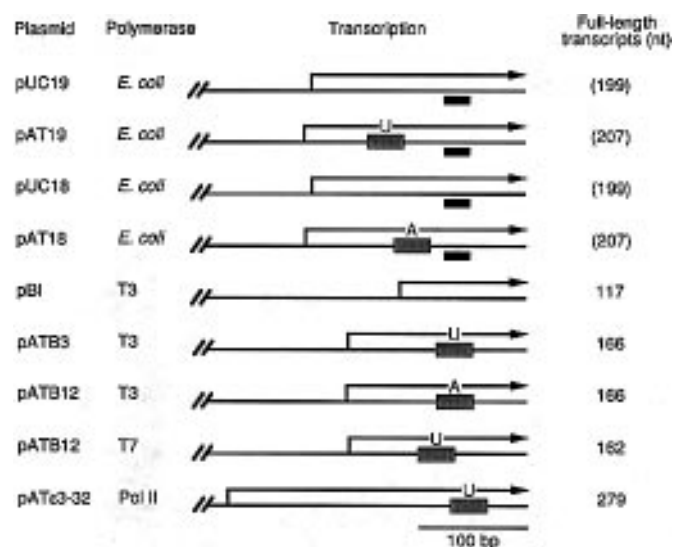 Plasmid Polymerase Transcription Full-length transcripts (nt)
pUC19 E. coli (199)
pAT19 E. coli U (207)
pUC18 E. coli (199)
pAT18 E. coli A (207)
pBI T3 117
pATB3 T3 U 166
pATB12 T3 A 166
pATB12 T7 U 162
pATε3-32 Pol II U 279
100 bp